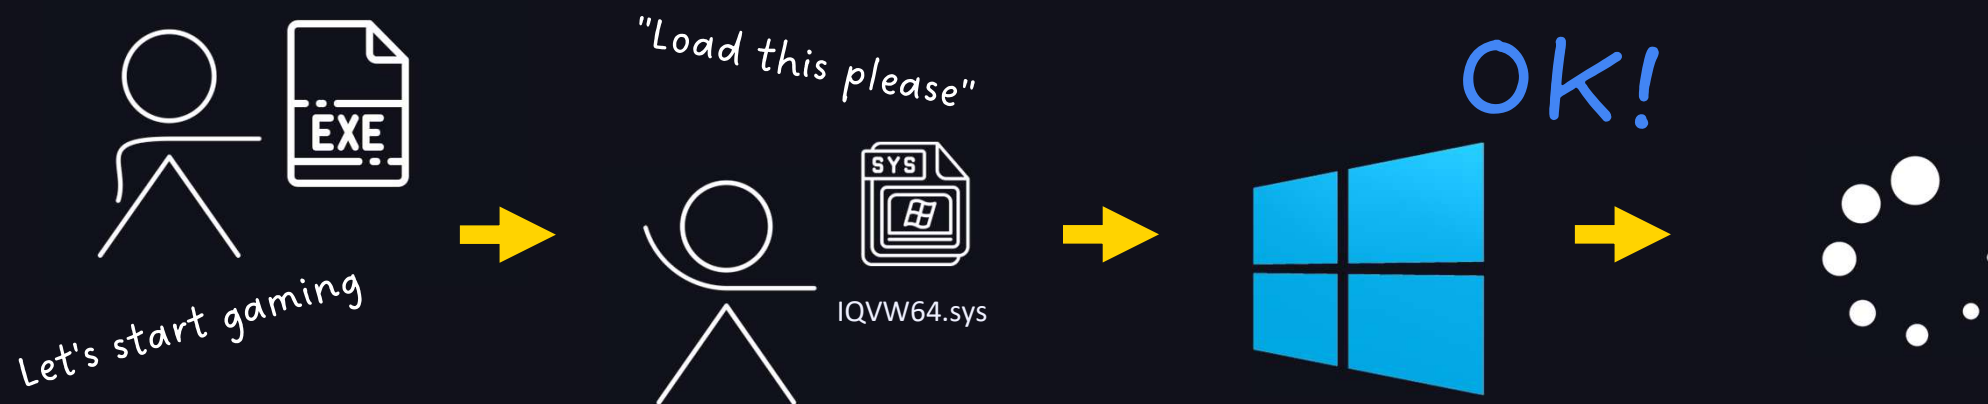 EXE
Let's start gaming
"Load this please"
SYS
IQVW64.sys
OK!